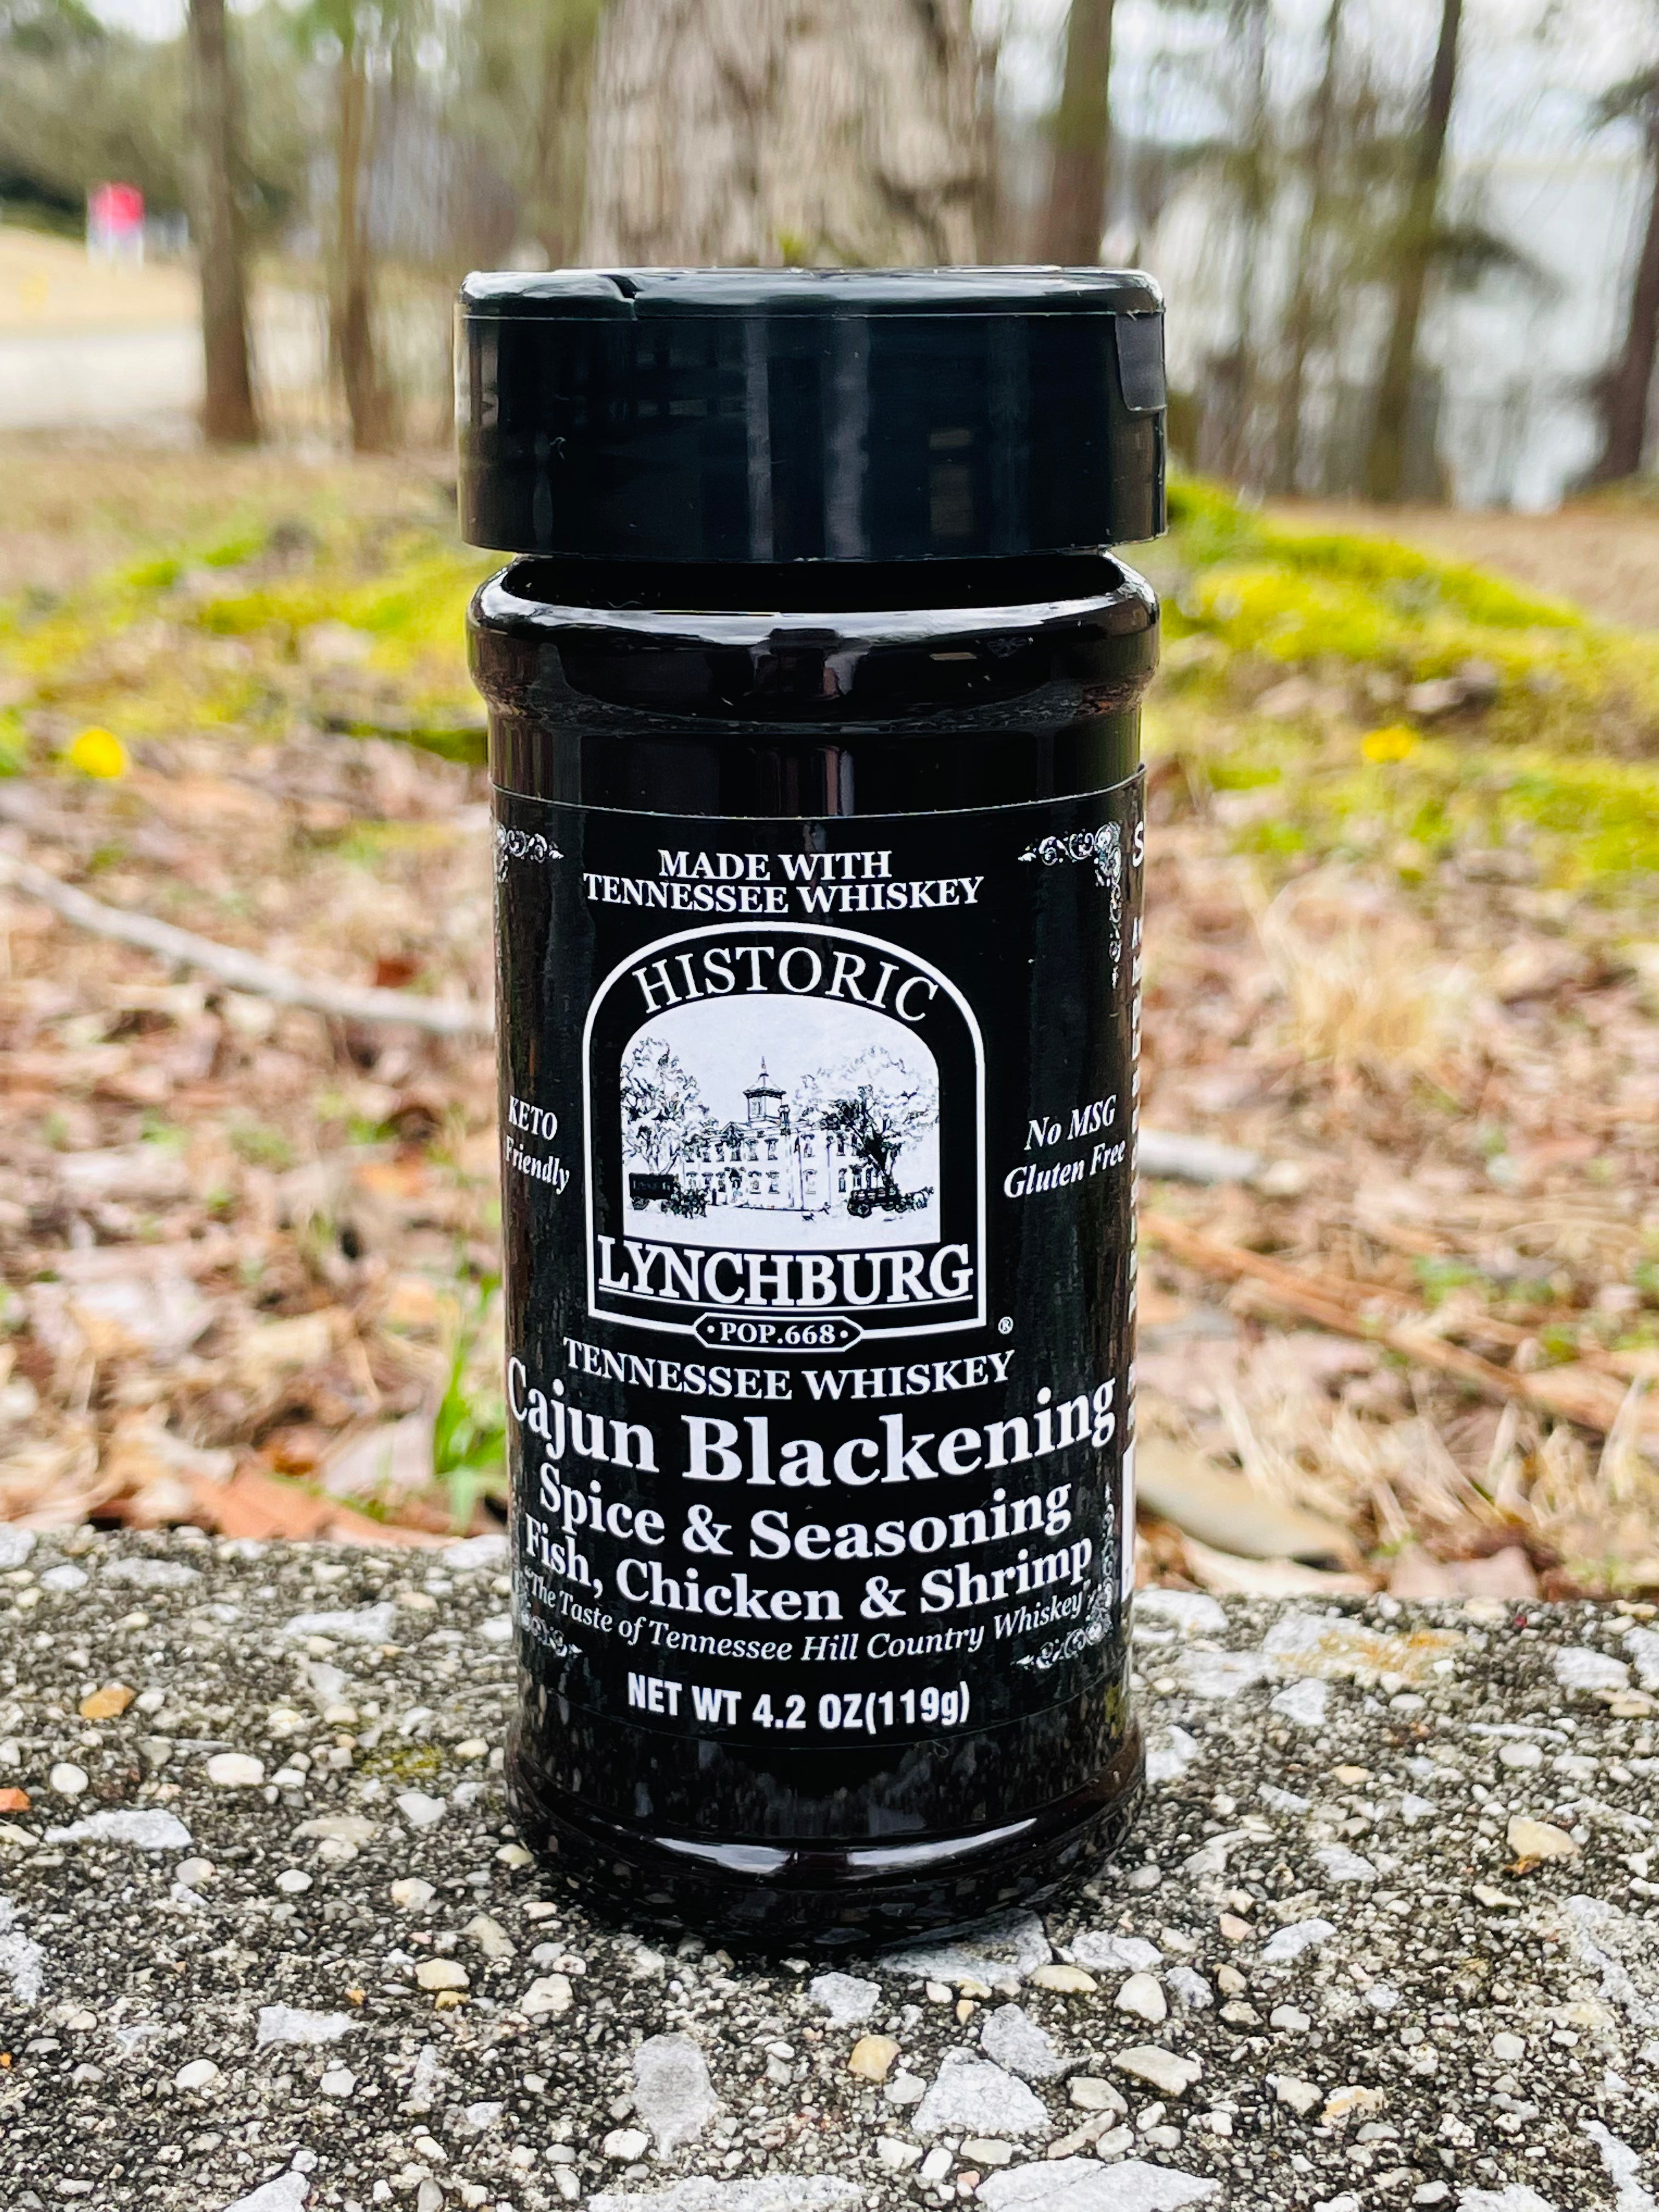 MADE WITH
TENNESSEE WHISKEY
HISTORIC
LYNCHBURG
•POP.668•
®
KETO
Friendly
No MSG
Gluten Free
TENNESSEE WHISKEY
Cajun Blackening
Spice & Seasoning
Fish, Chicken & Shrimp
"The Taste of Tennessee Hill Country Whiskey"
NET WT 4.2 OZ(119g)